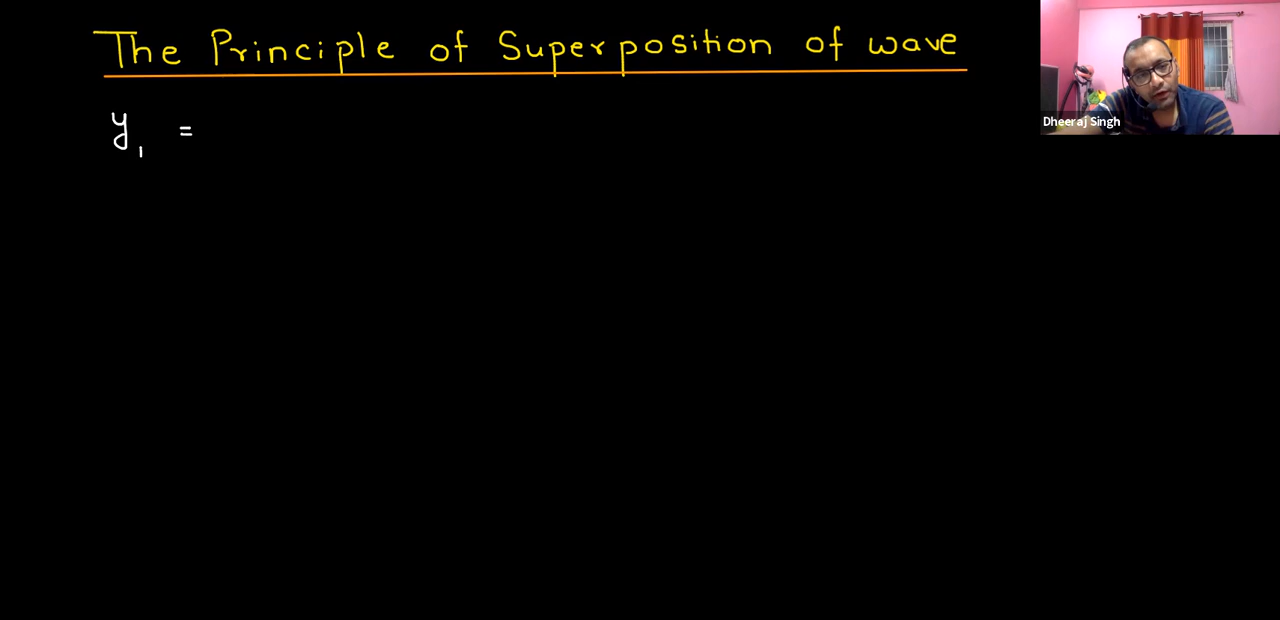 The Principle of Superposition of wave
Dheeraj Singh
y₁ =